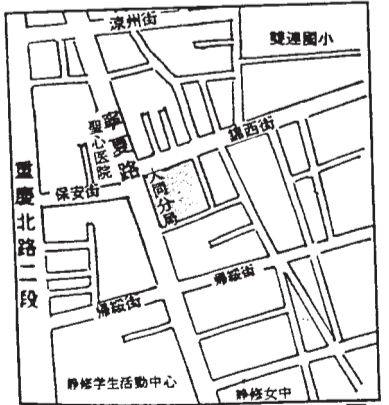 涼州街
雙連國小
寧夏路
聖心医院
錦西街
重慶北路二段
保安街
大同分局
歸綏街
歸綏街
靜修学生活動中心
靜修女中